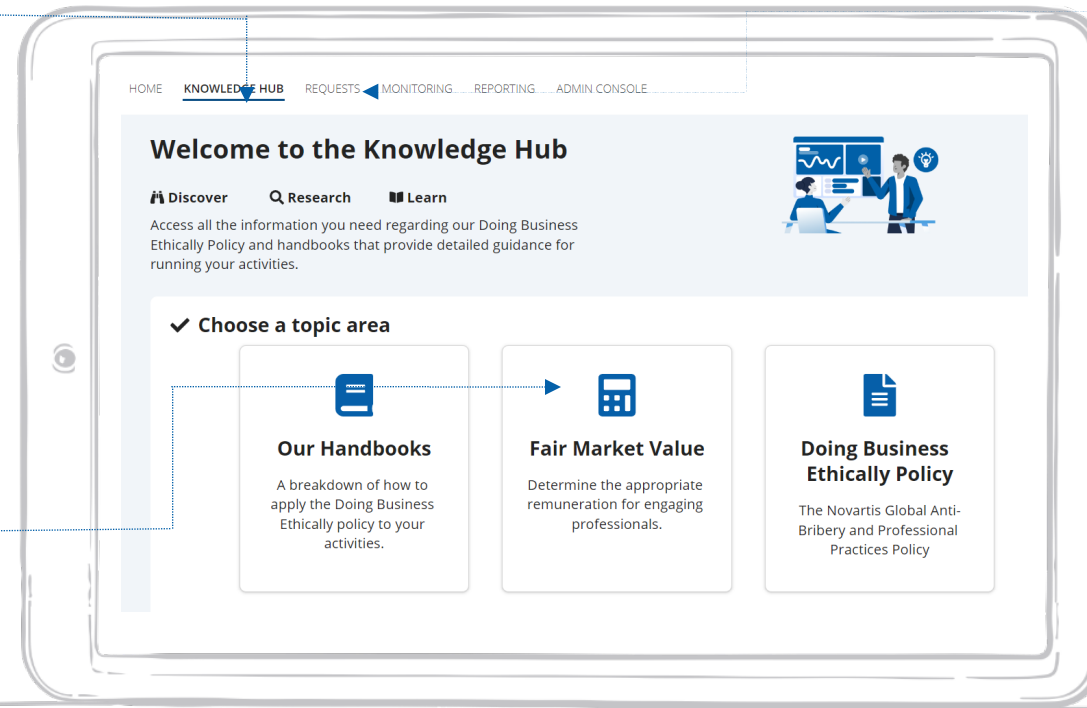 HOME KNOWLEDGE HUB REQUESTS MONITORING REPORTING ADMIN CONSOLE
Welcome to the Knowledge Hub
Discover Research Learn
Access all the information you need regarding our Doing Business
Ethically Policy and handbooks that provide detailed guidance for
running your activities.
Choose a topic area
Our Handbooks
A breakdown of how to
apply the Doing Business
Ethically policy to your
activities.
Fair Market Value
Determine the appropriate
remuneration for engaging
professionals.
Doing Business
Ethically Policy
The Novartis Global Anti-
Bribery and Professional
Practices Policy